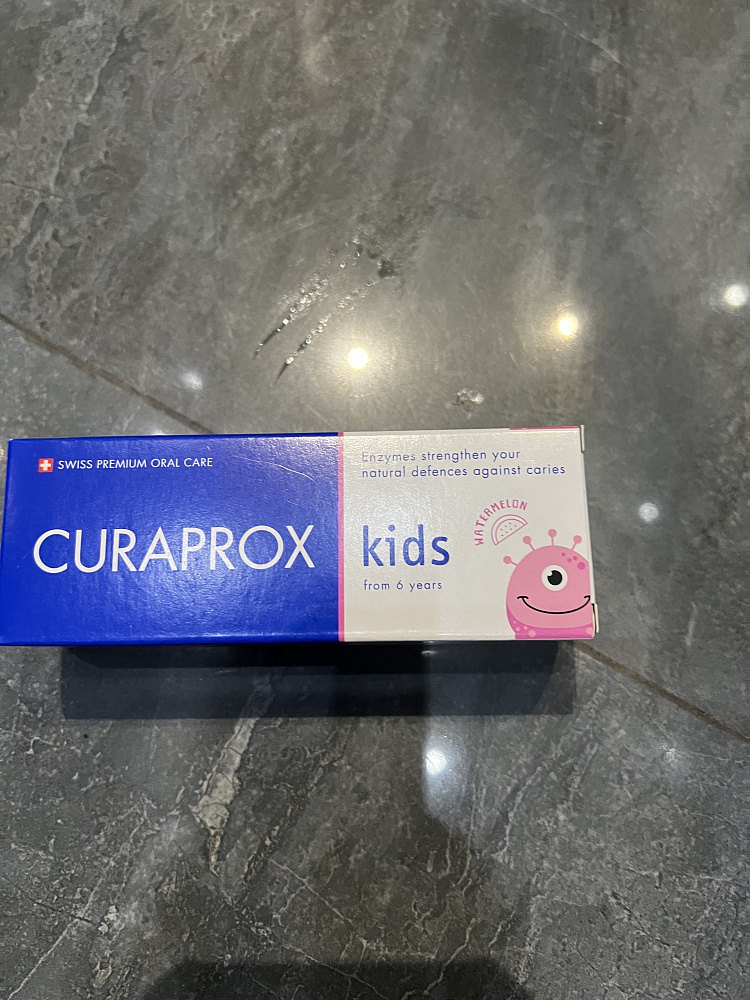 SWISS PREMIUM ORAL CARE
CURAPROX
Enzymes strengthen your
natural defences against caries
WATERMELON
kids
from 6 years